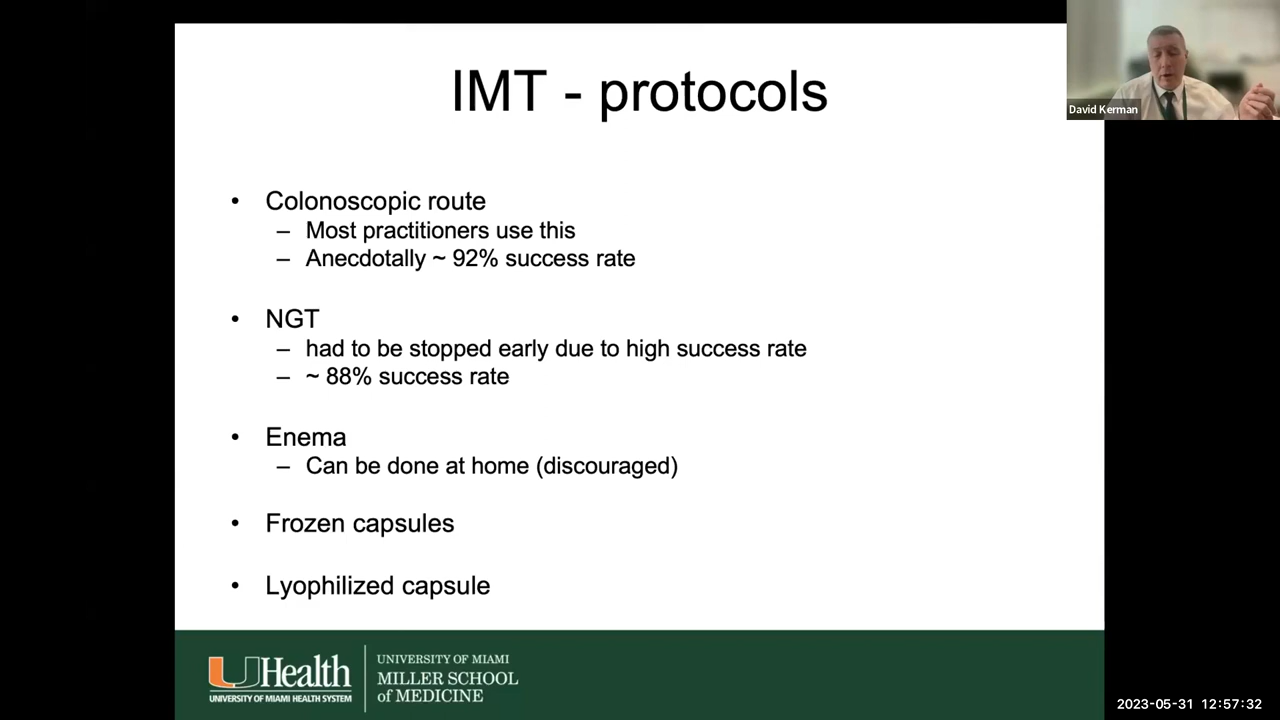 IMT - protocols
David Kerman
• Colonoscopic route
– Most practitioners use this
– Anecdotally ~ 92% success rate
• NGT
– had to be stopped early due to high success rate
– ~ 88% success rate
• Enema
– Can be done at home (discouraged)
• Frozen capsules
• Lyophilized capsule
UHealth
UNIVERSITY OF MIAMI HEALTH SYSTEM
UNIVERSITY OF MIAMI
MILLER SCHOOL
of MEDICINE
2023-05-31 12:57:32